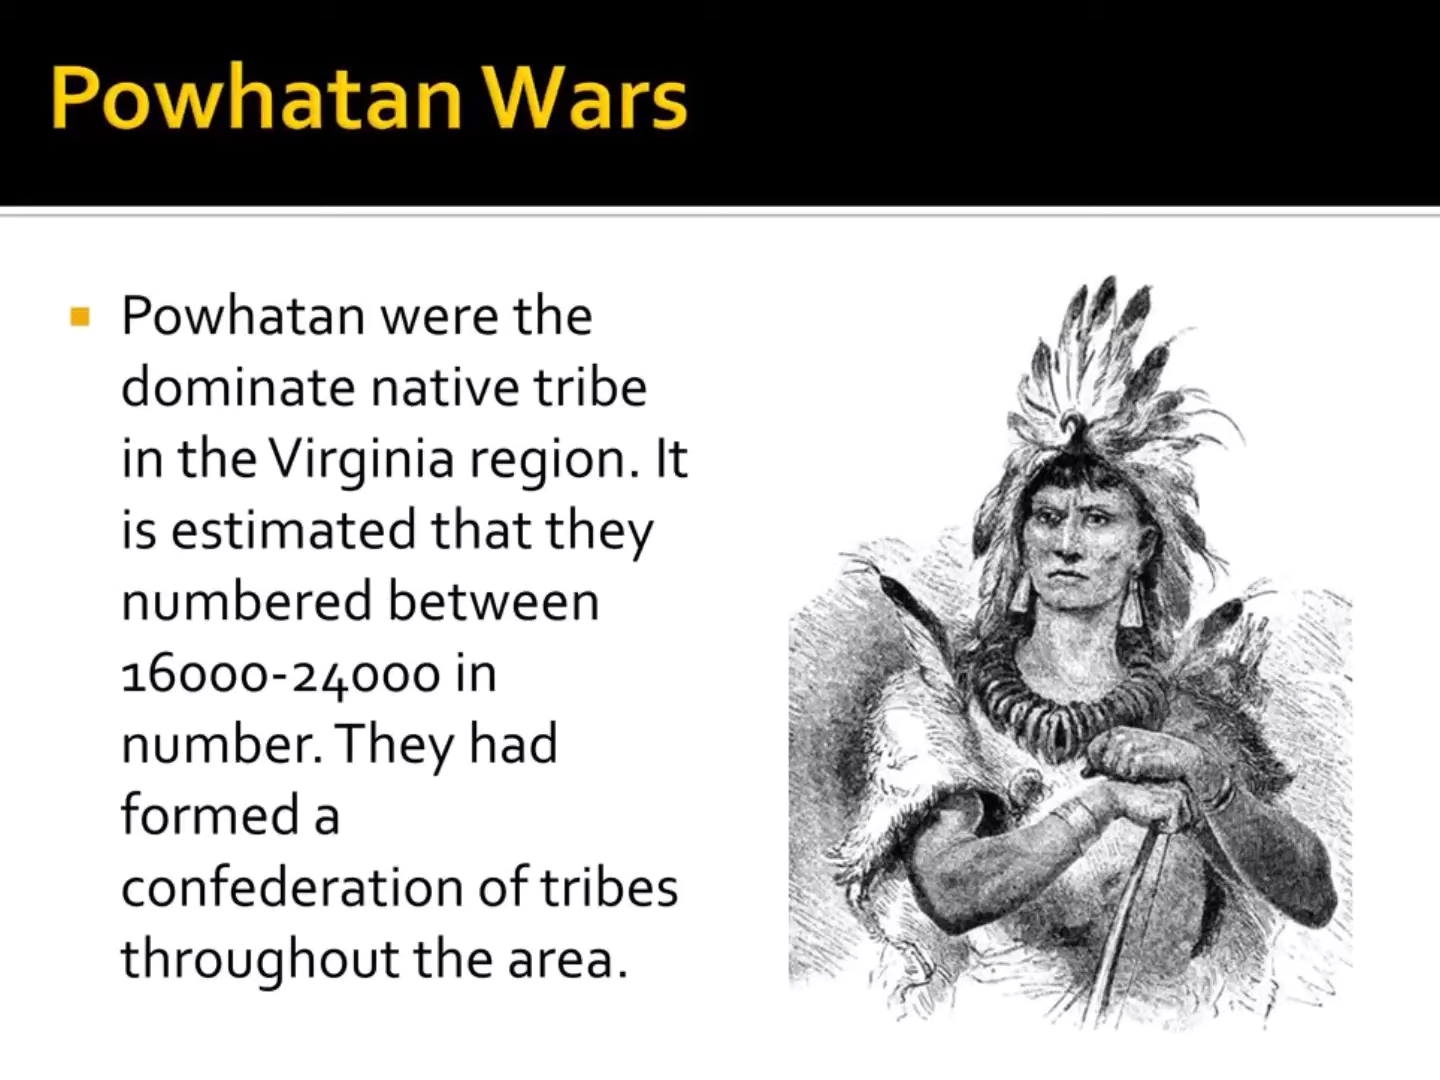 Powhatan Wars
Powhatan were the
dominate native tribe
in the Virginia region. It
is estimated that they
numbered between
16000-24000 in
number. They had
formed a
confederation of tribes
throughout the area.